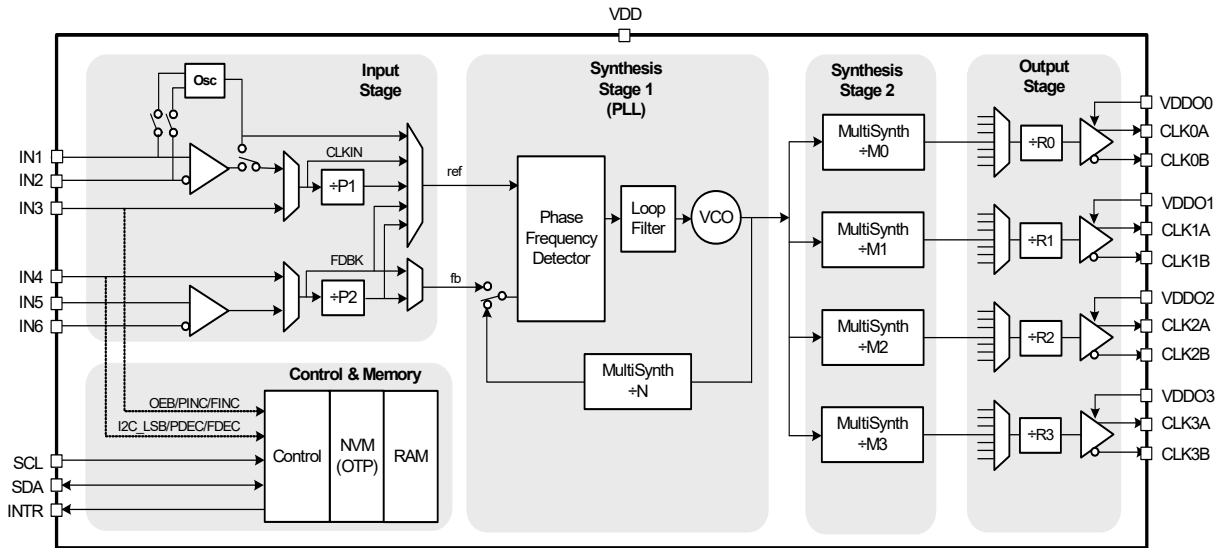 VDD
Input
Stage
Osc
IN1
IN2
IN3
CLKIN
÷P1
IN4
IN5
IN6
FDBK
÷P2
ref
fb
Synthesis
Stage 1
(PLL)
Phase
Frequency
Detector
Loop
Filter
VCO
MultiSynth
÷N
Synthesis
Stage 2
MultiSynth
÷M0
MultiSynth
÷M1
MultiSynth
÷M2
MultiSynth
÷M3
Output
Stage
÷R0
÷R1
÷R2
÷R3
VDDO0
CLK0A
CLK0B
VDDO1
CLK1A
CLK1B
VDDO2
CLK2A
CLK2B
VDDO3
CLK3A
CLK3B
Control & Memory
OEB/PINC/FINC
I2C_LSB/PDEC/FDEC
Control
NVM
(OTP)
RAM
SCL
SDA
INTR